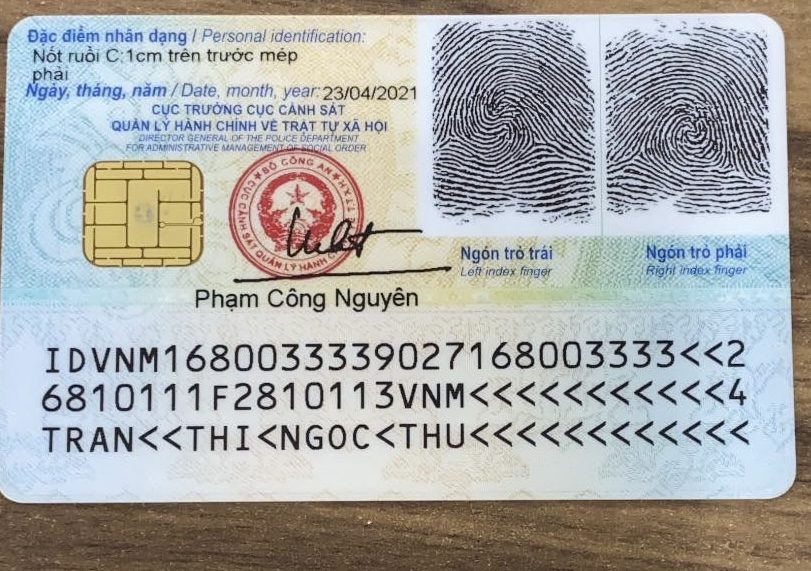 Đặc điểm nhân dạng / Personal identification:
Nốt ruồi C:1cm trên trước mép
phải
Ngày, tháng, năm / Date, month, year: 23/04/2021
CỤC TRƯỞNG CỤC CẢNH SÁT
QUẢN LÝ HÀNH CHÍNH VỀ TRẬT TỰ XÃ HỘI
DIRECTOR GENERAL OF THE POLICE DEPARTMENT
FOR ADMINISTRATIVE MANAGEMENT OF SOCIAL ORDER
BỘ CÔNG AN
CỤC CẢNH SÁT QUẢN LÝ HÀNH
Ngón trỏ trái
Left index finger
Ngón trỏ phải
Right index finger
Phạm Công Nguyên
IDVNM1680033339027168003333<<2
6810111F2810113VNM<<<<<<<<<<<4
TRAN<<THI<NGOC<THU<<<<<<<<<<<<